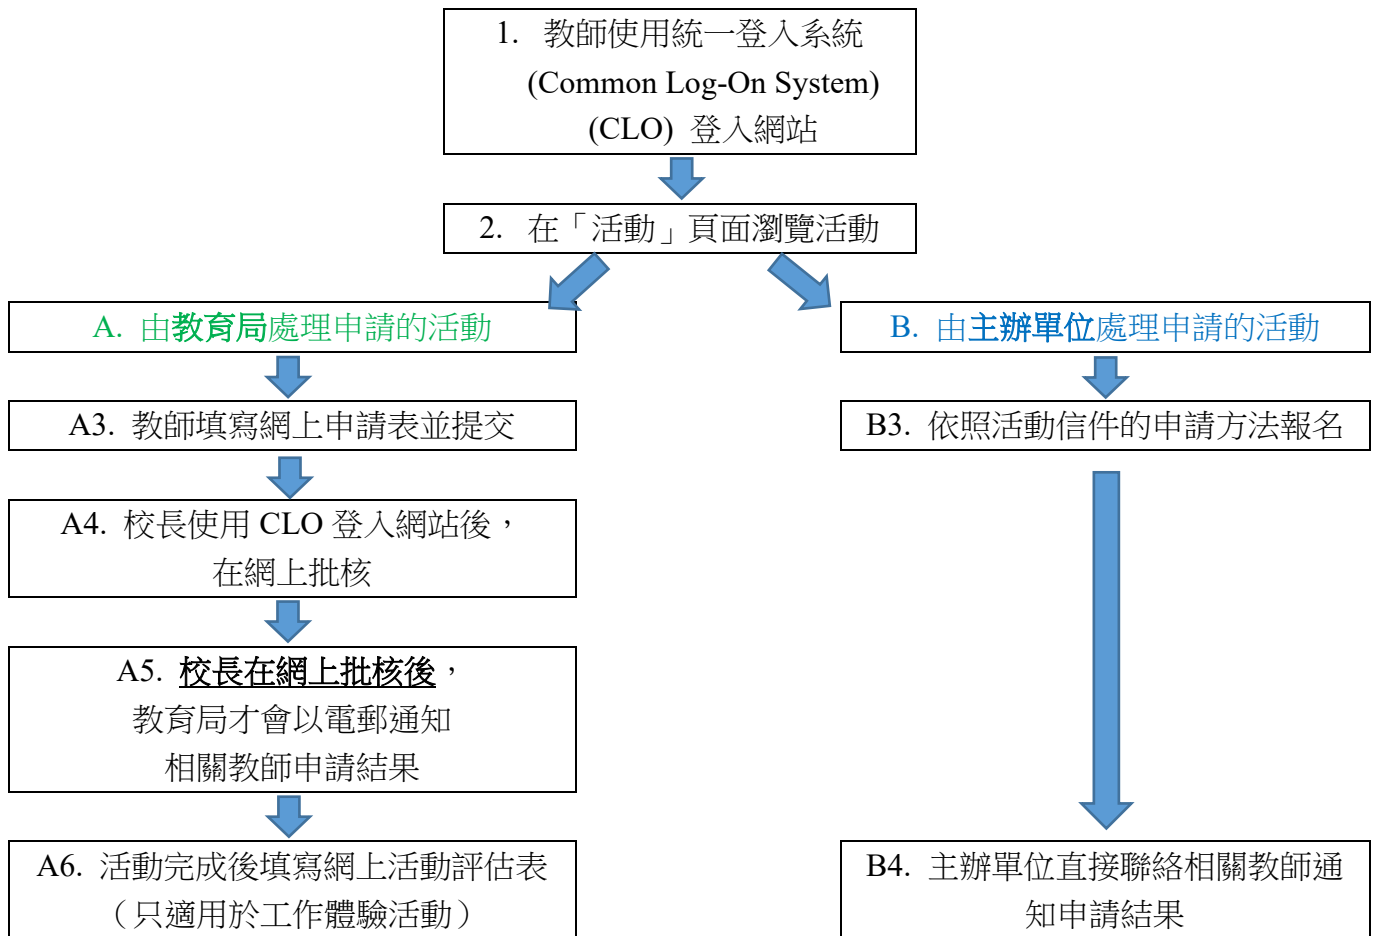 1. 教師使用統一登入系統
(Common Log-On System)
(CLO) 登入網站
2. 在「活動」頁面瀏覽活動
A. 由教育局處理申請的活動
B. 由主辦單位處理申請的活動
A3. 教師填寫網上申請表並提交
B3. 依照活動信件的申請方法報名
A4. 校長使用 CLO 登入網站後，
在網上批核
A5. 校長在網上批核後，
教育局才會以電郵通知
相關教師申請結果
A6. 活動完成後填寫網上活動評估表
（只適用於工作體驗活動）
B4. 主辦單位直接聯絡相關教師通
知申請結果